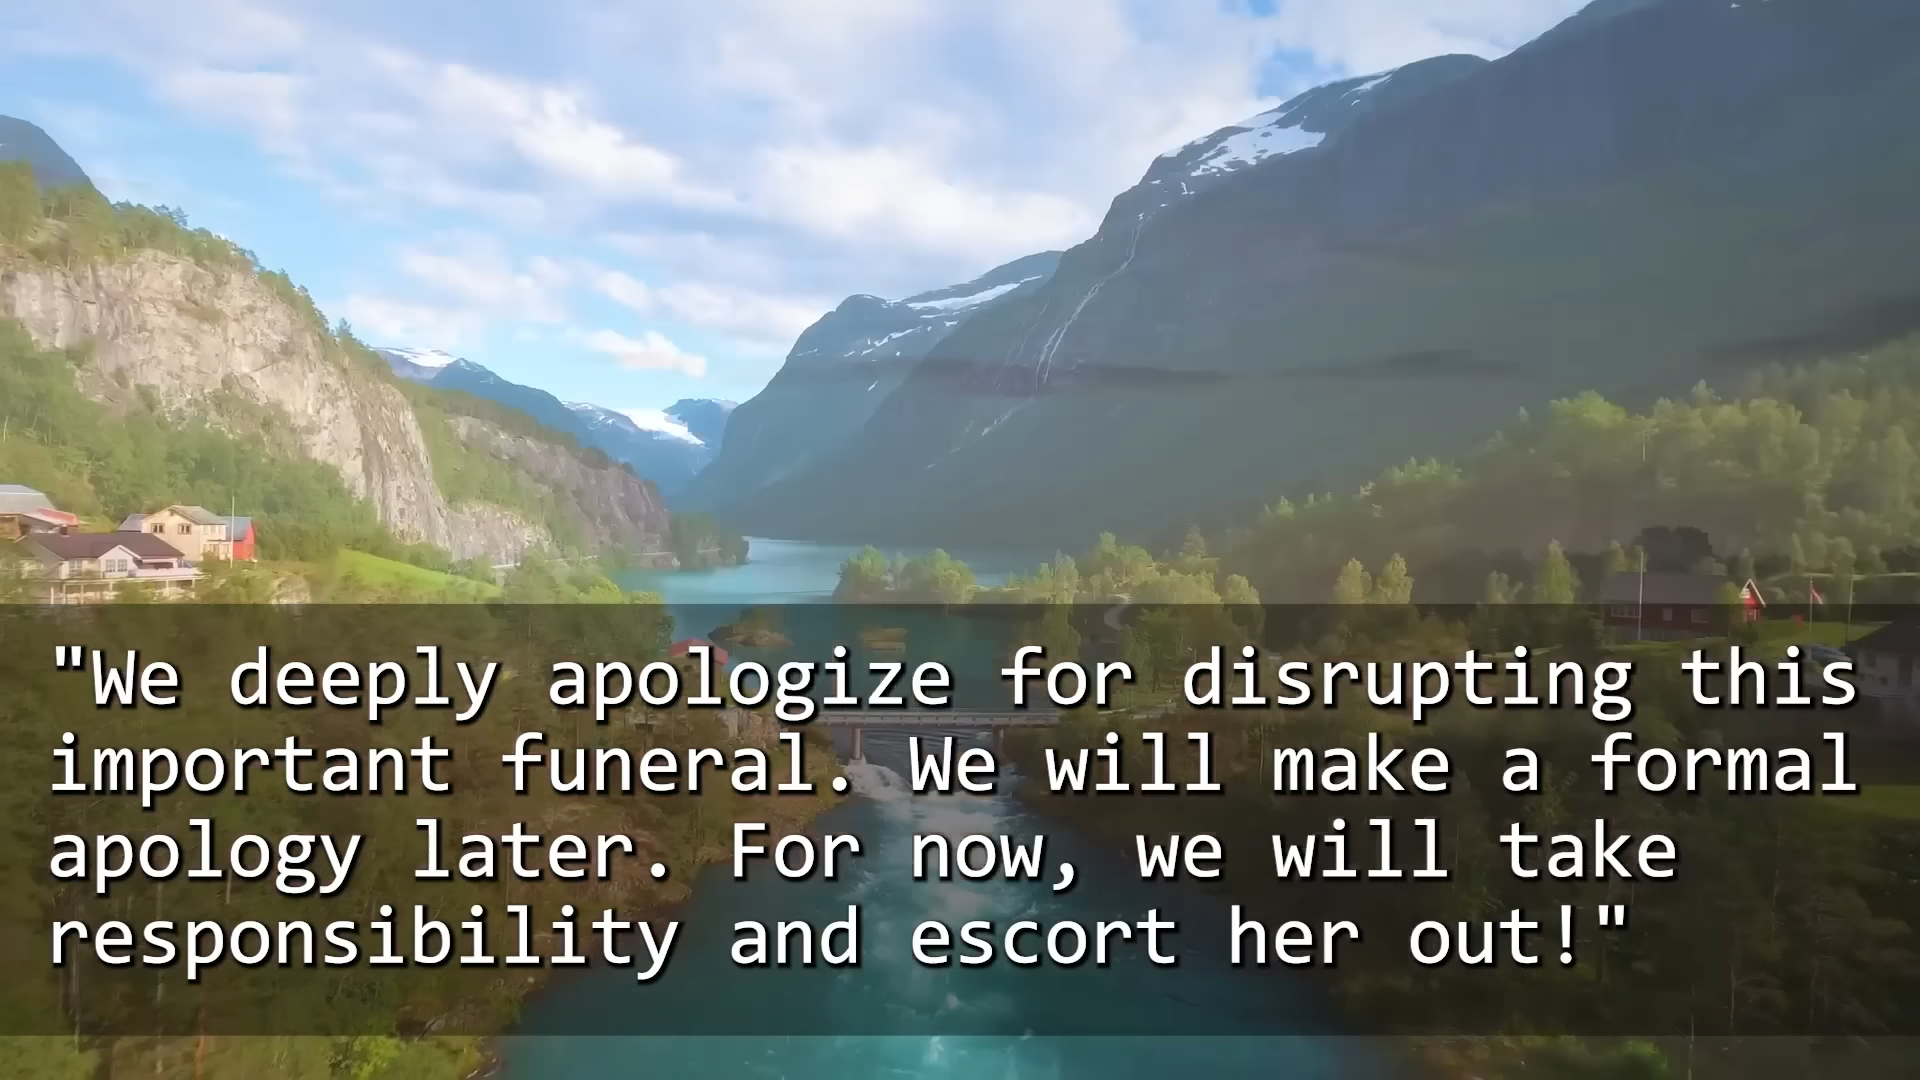 "We deeply apologize for disrupting this
important funeral. We will make a formal
apology later. For now, we will take
responsibility and escort her out!"